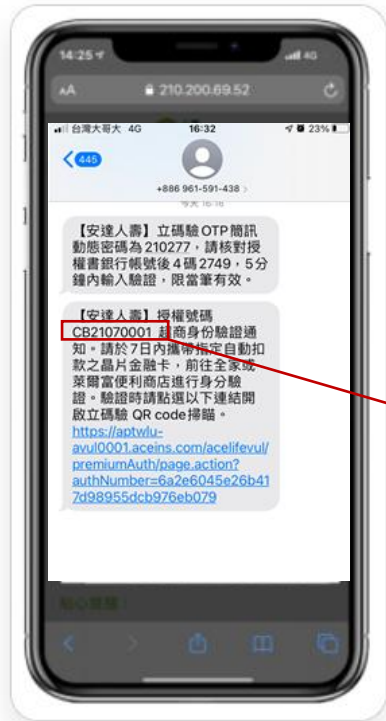 14:25
4G
AA 210.200.69.52
台灣大哥大 4G 16:32 23%
445
+886 961-591-438 >
今天 16:16
【安達人壽】立碼驗OTP簡訊
動態密碼為210277，請核對授
權書銀行帳號後4碼2749，5分
鐘內輸入驗證，限當筆有效。
【安達人壽】授權號碼
CB21070001 超商身份驗證通
知。請於7日內攜帶指定自動扣
款之晶片金融卡，前往全家或
萊爾富便利商店進行身分驗
證。驗證時請點選以下連結開
啟立碼驗 QR code掃瞄。
https://aptwlu-
avul0001.aceins.com/acelifevul/
premiumAuth/page.action?
authNumber=6a2e6045e26b41
7d98955dcb976eb079